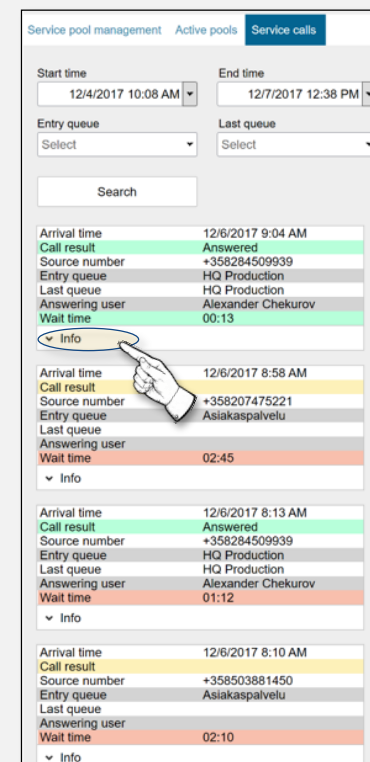 Service pool management Active pools Service calls
Start time End time
12/4/2017 10:08 AM 12/7/2017 12:38 PM
Entry queue Last queue
Select Select
Search
Arrival time 12/6/2017 9:04 AM
Call result Answered
Source number +358284509939
Entry queue HQ Production
Last queue HQ Production
Answering user Alexander Chekurov
Wait time 00:13
Info
Arrival time 12/6/2017 8:58 AM
Call result
Source number +358207475221
Entry queue Asiakaspalvelu
Last queue
Answering user
Wait time 02:45
Info
Arrival time 12/6/2017 8:13 AM
Call result Answered
Source number +358284509939
Entry queue HQ Production
Last queue HQ Production
Answering user Alexander Chekurov
Wait time 01:12
Info
Arrival time 12/6/2017 8:10 AM
Call result
Source number +358503881450
Entry queue Asiakaspalvelu
Last queue
Answering user
Wait time 02:10
Info